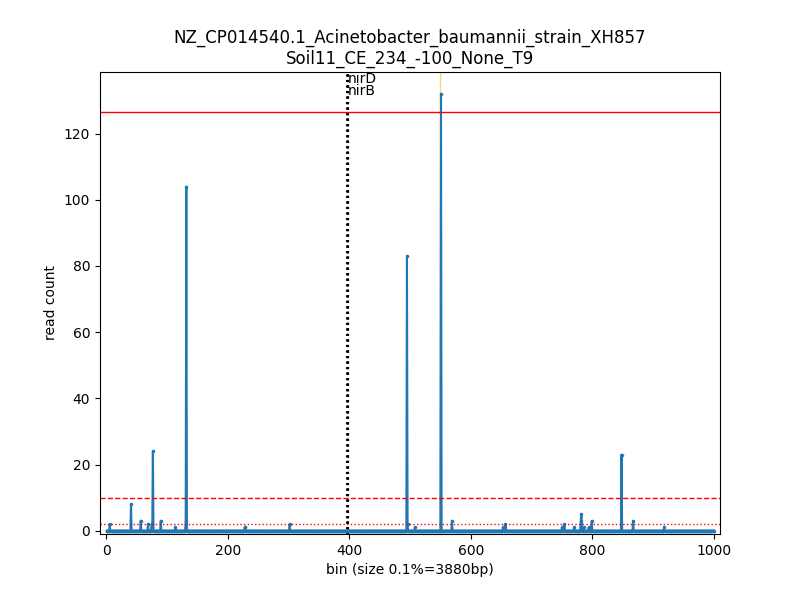 NZ_CP014540.1_Acinetobacter_baumannii_strain_XH857
Soil11_CE_234_-100_None_T9
nirD
nirB
read count
120
100
80
60
40
20
0
0 200 400 600 800 1000
bin (size 0.1%=3880bp)